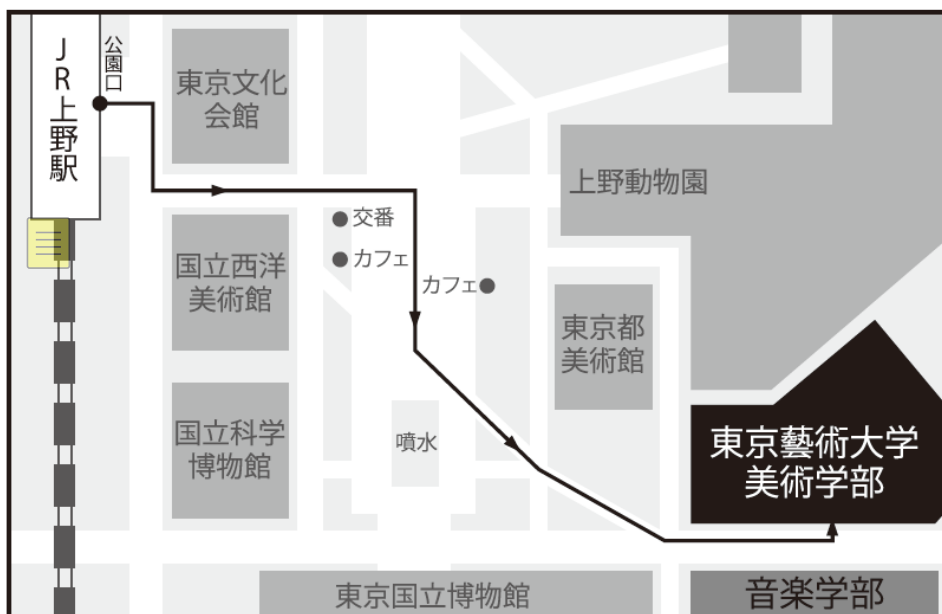 JR上野駅
公園口
東京文化
会館
上野動物園
交番
カフェ
カフェ
国立西洋
美術館
東京都
美術館
国立科学
博物館
噴水
東京藝術大学
美術学部
東京国立博物館
音楽学部